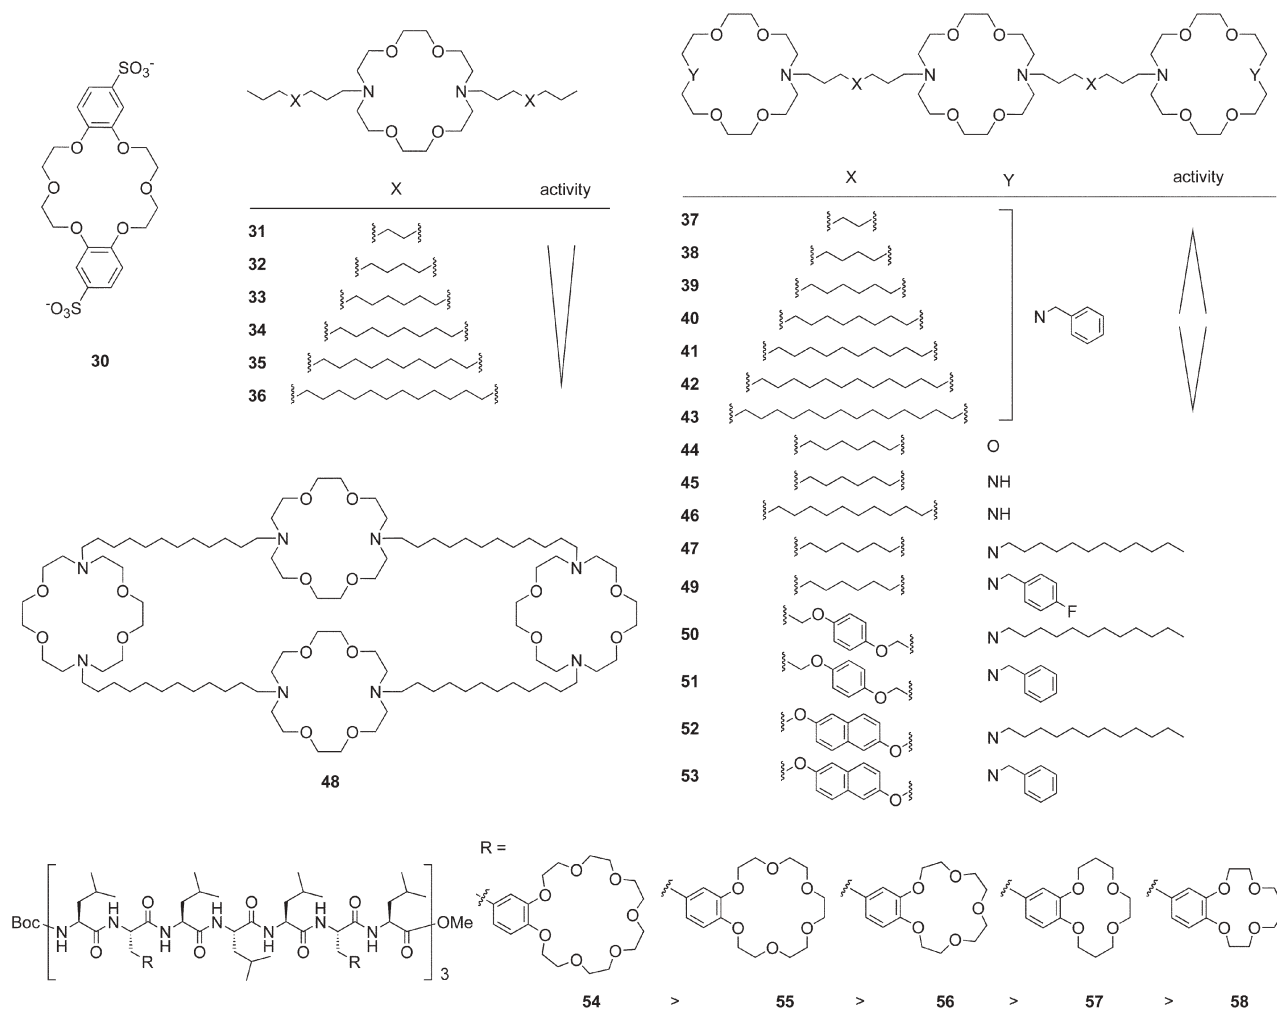 SO3-
O O
O O
O O
-O3S
30
O O
X N N X
O O
X activity
31
32
33
34
35
36
O O O O O O
Y N X N N X N Y
O O O O O O
X Y activity
37
38
39
40 N
41
42
43
44 O
45 NH
46 NH
47 N
49 N F
50 O O N
51 O O N
52 O O N
53 O O N
O O
N N
N O O N
O O O O
O O O O
N O O N
N N
O O
48
R =
Boc N H O H N R O N H O H N O N H O H N R O N H O OMe 3
O O O O O O O
O O O O O O
O O O O O
O O O O
O O O O
54 > 55 > 56 > 57 > 58